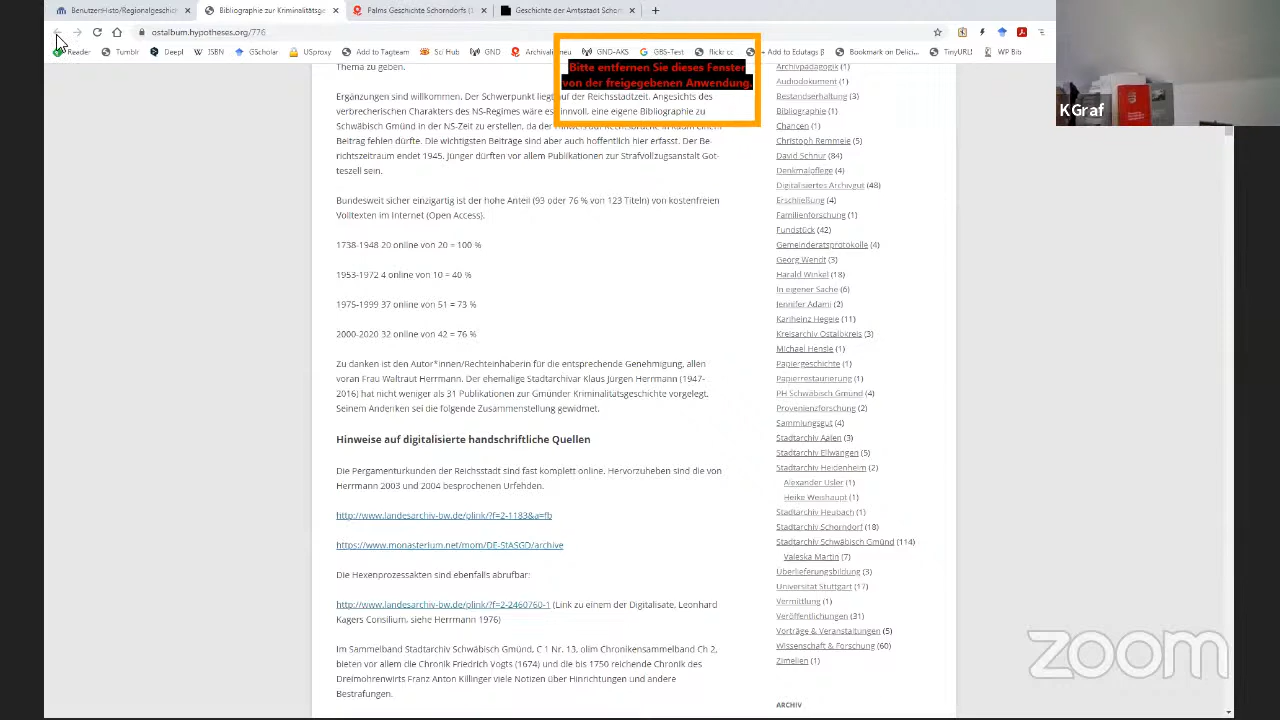 Benutzer:Histo/Regionalgeschich
Bibliographie zur Kriminalitätsge
Palms Geschichte Schorndorfs (1
Geschichte der Amtsstadt Schorn
ostalbum.hypotheses.org/776
Reader
Tumblr
Deepl
ISBN
GScholar
USproxy
Add to Tagteam
Sci Hub
GND
GND-AKS
GBS-Test
Flickr cc
+ Add to Edutags
Bookmark on Delici...
TinyURL!
WP Bib
Bitte entfernen Sie dieses Fenster
von der freigegebenen Anwendung.
KGraf
Thema zu geben.
Ergänzungen sind willkommen. Der Schwerpunkt liegt auf der Reichsstadtzeit. Angesichts des
verbrecherischen Charakters des NS-Regimes wäre es sinnvoll, eine eigene Bibliographie zu
Schwäbisch Gmünd in der NS-Zeit zu erstellen, da der
Beitrag fehlen dürfte. Die wichtigsten Beiträge sind aber auch hoffentlich hier erfasst. Der Be-
richtszeitraum endet 1945. Jünger dürften vor allem Publikationen zur Strafvollzugsanstalt Got-
teszell sein.
Bundesweit sicher einzigartig ist der hohe Anteil (93 oder 76 % von 123 Titeln) von kostenfreien
Volltexten im Internet (Open Access).
1738-1948 20 online von 20 = 100 %
1953-1972 4 online von 10 = 40 %
1975-1999 37 online von 51 = 73 %
2000-2020 32 online von 42 = 76 %
Zu danken ist den Autor*innen/Rechteinhaberin für die entsprechende Genehmigung, allen
voran Frau Waltraut Herrmann. Der ehemalige Stadtarchivar Klaus Jürgen Herrmann (1947-
2016) hat nicht weniger als 31 Publikationen zur Gmünder Kriminalitätsgeschichte vorgelegt.
Seinem Andenken sei die folgende Zusammenstellung gewidmet.
Hinweise auf digitalisierte handschriftliche Quellen
Die Pergamenturkunden der Reichsstadt sind fast komplett online. Hervorzuheben sind die von
Herrmann 2003 und 2004 besprochenen Urfehden.
http://www.landesarchiv-bw.de/plink/?f=2-1183&a=fb
https://www.monasterium.net/mom/DE-StASGD/archive
Die Hexenprozessakten sind ebenfalls abrufbar:
http://www.landesarchiv-bw.de/plink/?f=2-2460760-1 (Link zu einem der Digitalisate, Leonhard
Kagers Consilium, siehe Herrmann 1976)
Im Sammelband Stadtarchiv Schwäbisch Gmünd, C 1 Nr. 13, olim Chronikensammelband Ch 2,
bieten vor allem die Chronik Friedrich Vogts (1674) und die bis 1750 reichende Chronik des
Dreimohrenwirts Franz Anton Killinger viele Notizen über Hinrichtungen und andere
Bestrafungen.
Archivpädagogik (1)
Audiodokument (1)
Bestandserhaltung (3)
Bibliographie (1)
Chancen (1)
Christoph Remmele (5)
David Schnur (84)
Denkmalpflege (4)
Digitalisiertes Archivgut (48)
Erschließung (4)
Familienforschung (1)
Fundstück (42)
Gemeinderatsprotokolle (4)
Georg Wendt (3)
Harald Winkel (18)
In eigener Sache (6)
Jennifer Adami (2)
Karlheinz Hegele (11)
Kreisarchiv Ostalbkreis (3)
Michael Hensle (1)
Papiergeschichte (1)
Papierrestaurierung (1)
PH Schwäbisch Gmünd (4)
Provenienzforschung (2)
Sammlungsgut (4)
Stadtarchiv Aalen (3)
Stadtarchiv Ellwangen (5)
Stadtarchiv Heidenheim (2)
Alexander Usler (1)
Heike Weishaupt (1)
Stadtarchiv Heubach (1)
Stadtarchiv Schorndorf (18)
Stadtarchiv Schwäbisch Gmünd (114)
Valeska Martin (7)
Überlieferungsbildung (3)
Universität Stuttgart (17)
Vermittlung (1)
Veröffentlichungen (31)
Vorträge & Veranstaltungen (5)
Wissenschaft & Forschung (60)
Zimelien (1)
ARCHIV
zoom